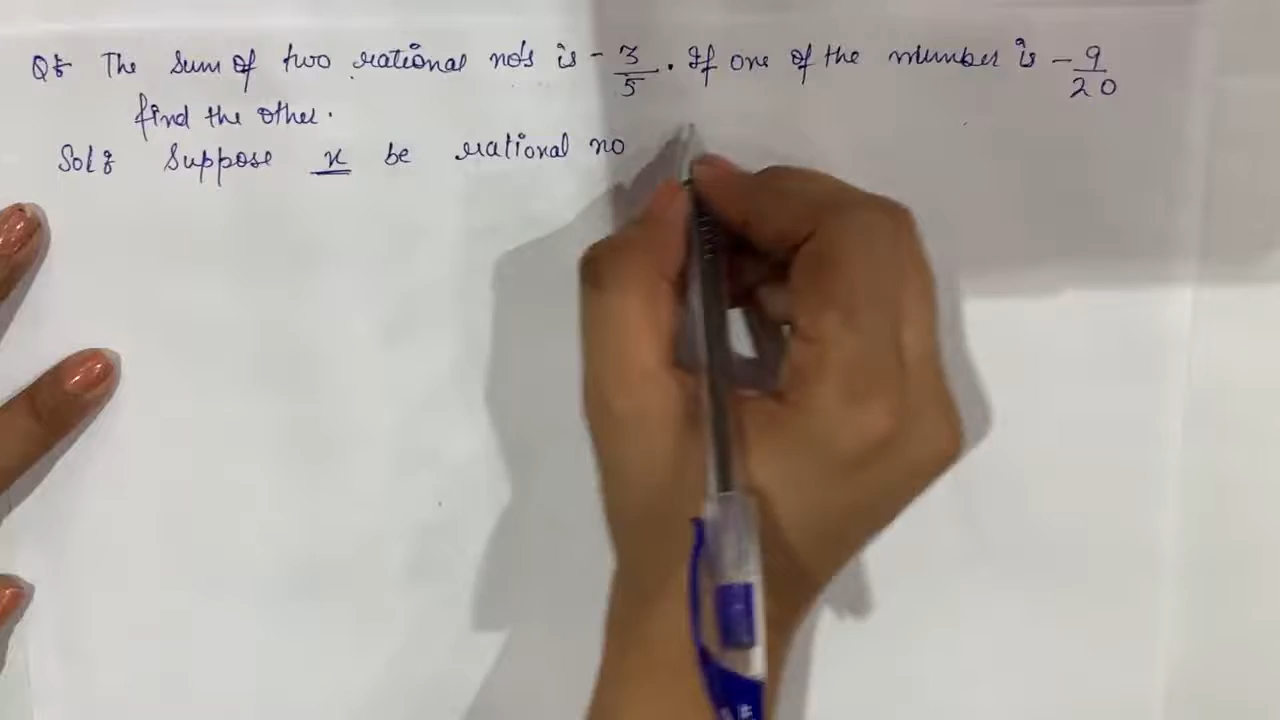 Q: The sum of two rational no's is -3/5. If one of the number is -9/20
find the other.
Sol: Suppose x be rational no